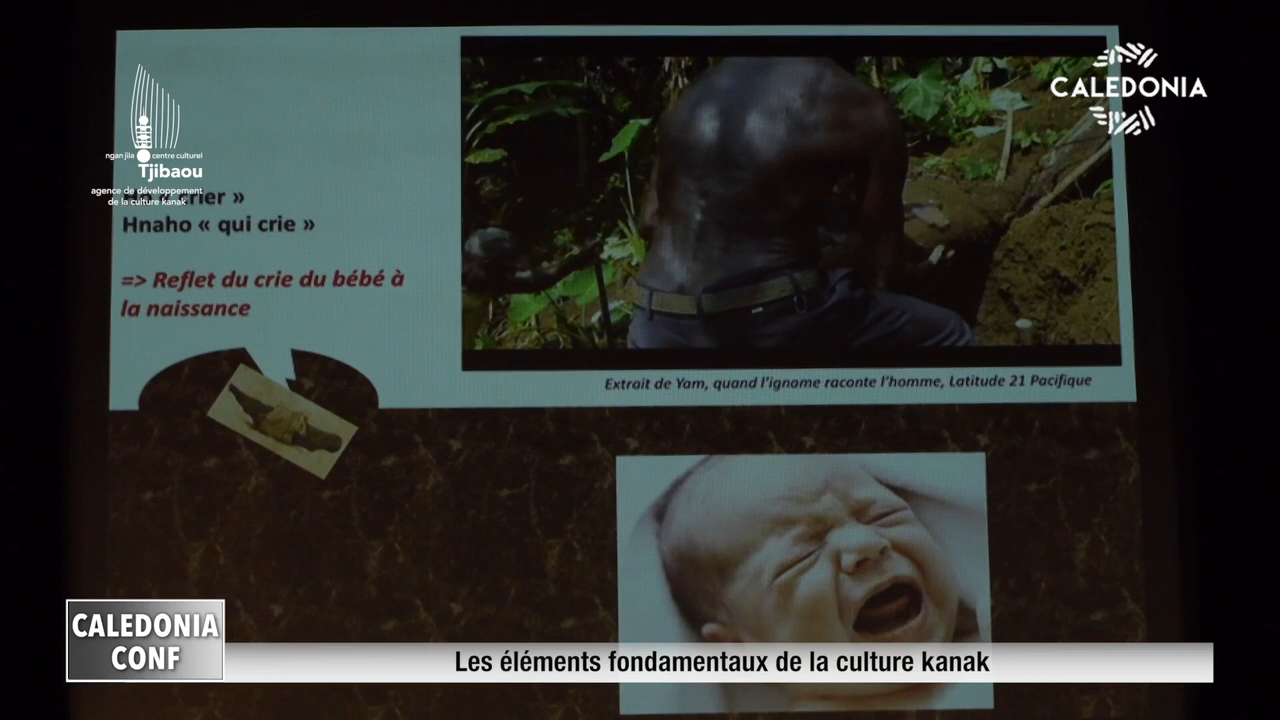 CALEDONIA
ngan jila centre culturel
Tjibaou
agence de développement
de la culture kanak
crier »
Hnaho « qui crie »
=> Reflet du crie du bébé à
la naissance
Extrait de Yam, quand l'igname raconte l'homme, Latitude 21 Pacifique
CALEDONIA
CONF
Les éléments fondamentaux de la culture kanak